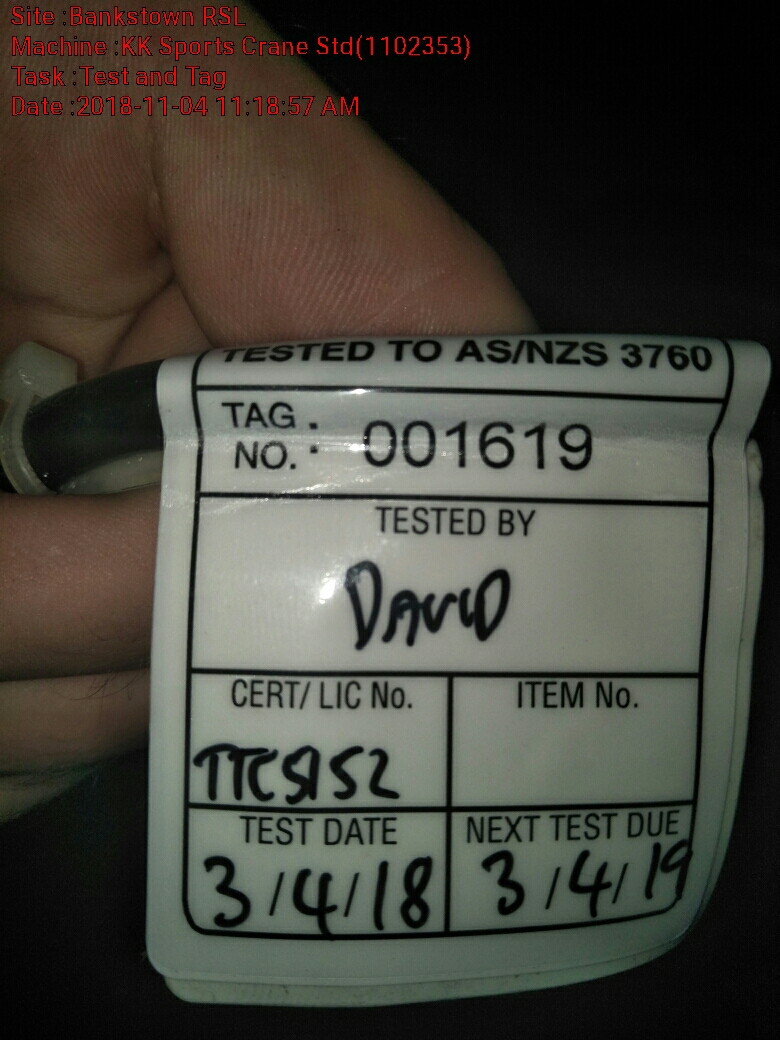 Site :Bankstown RSL
Machine :KK Sports Crane Std(1102353)
Task :Test and Tag
Date :2018-11-04 11:18:57 AM
TESTED TO AS/NZS 3760
TAG NO. : 001619
TESTED BY
DAVID
CERT/ LIC No.
ITEM No.
TEST DATE
NEXT TEST DUE
3/4/18
3/4/19